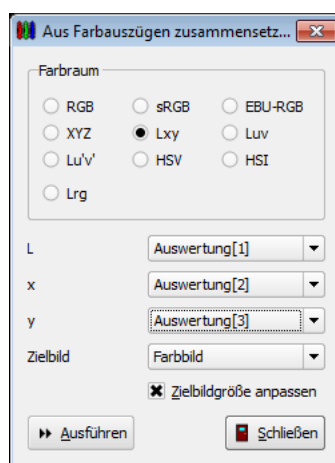 Aus Farbauszügen zusammensetz...
Farbraum
RGB sRGB EBU-RGB
XYZ Lxy Luv
Lu'v' HSV HSI
Lrg
L Auswertung[1]
x Auswertung[2]
y Auswertung[3]
Zielbild Farbbild
Zielbildgröße anpassen
Ausführen Schließen